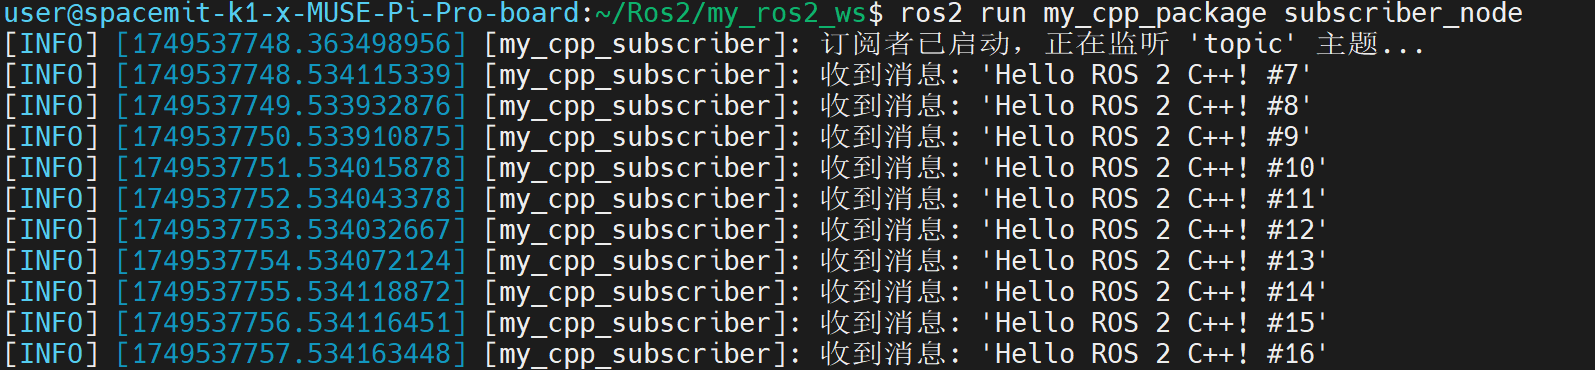 user@spacemit-k1-x-MUSE-Pi-Pro-board:~/Ros2/my_ros2_ws$ ros2 run my_cpp_package subscriber_node
[INFO] [1749537748.363498956] [my_cpp_subscriber]: 订阅者已启动，正在监听 'topic' 主题...
[INFO] [1749537748.534115339] [my_cpp_subscriber]: 收到消息: 'Hello ROS 2 C++! #7'
[INFO] [1749537749.533932876] [my_cpp_subscriber]: 收到消息: 'Hello ROS 2 C++! #8'
[INFO] [1749537750.533910875] [my_cpp_subscriber]: 收到消息: 'Hello ROS 2 C++! #9'
[INFO] [1749537751.534015878] [my_cpp_subscriber]: 收到消息: 'Hello ROS 2 C++! #10'
[INFO] [1749537752.534043378] [my_cpp_subscriber]: 收到消息: 'Hello ROS 2 C++! #11'
[INFO] [1749537753.534032667] [my_cpp_subscriber]: 收到消息: 'Hello ROS 2 C++! #12'
[INFO] [1749537754.534072124] [my_cpp_subscriber]: 收到消息: 'Hello ROS 2 C++! #13'
[INFO] [1749537755.534118872] [my_cpp_subscriber]: 收到消息: 'Hello ROS 2 C++! #14'
[INFO] [1749537756.534116451] [my_cpp_subscriber]: 收到消息: 'Hello ROS 2 C++! #15'
[INFO] [1749537757.534163448] [my_cpp_subscriber]: 收到消息: 'Hello ROS 2 C++! #16'